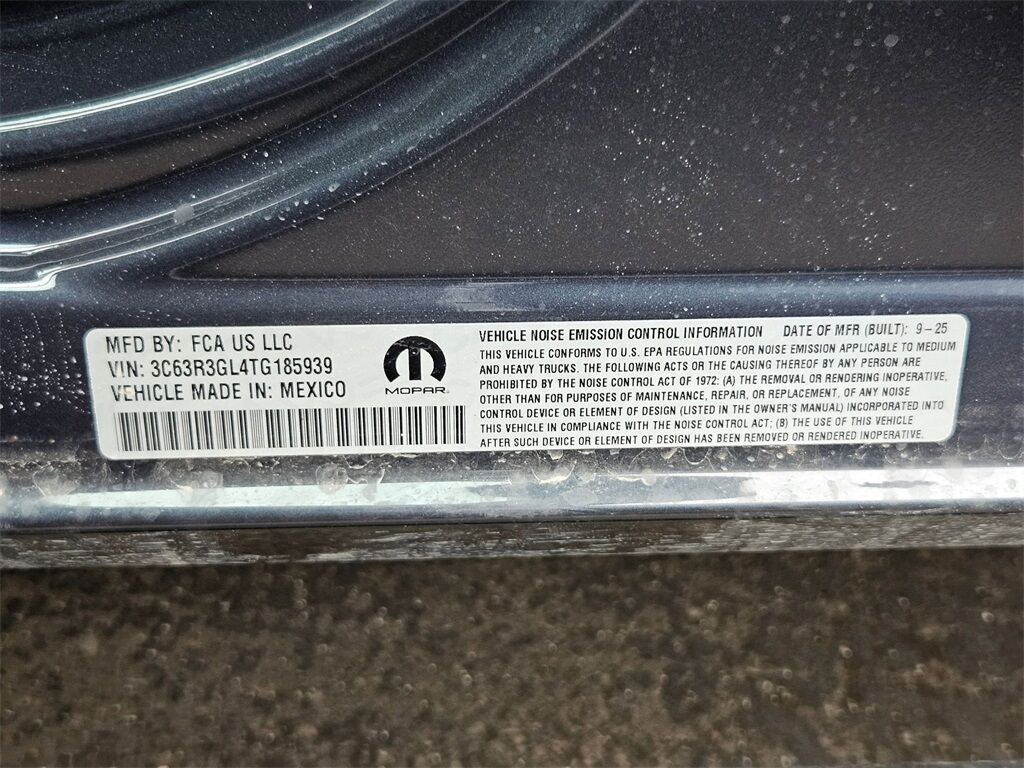 MFD BY: FCA US LLC
VIN: 3C63R3GL4TG185939
VEHICLE MADE IN: MEXICO
MOPAR
VEHICLE NOISE EMISSION CONTROL INFORMATION DATE OF MFR (BUILT): 9-25
THIS VEHICLE CONFORMS TO U.S. EPA REGULATIONS FOR NOISE EMISSION APPLICABLE TO MEDIUM
AND HEAVY TRUCKS. THE FOLLOWING ACTS OR THE CAUSING THEREOF BY ANY PERSON ARE
PROHIBITED BY THE NOISE CONTROL ACT OF 1972: (A) THE REMOVAL OR RENDERING INOPERATIVE,
OTHER THAN FOR PURPOSES OF MAINTENANCE, REPAIR, OR REPLACEMENT, OF ANY NOISE
CONTROL DEVICE OR ELEMENT OF DESIGN (LISTED IN THE OWNER'S MANUAL) INCORPORATED INTO
THIS VEHICLE IN COMPLIANCE WITH THE NOISE CONTROL ACT; (B) THE USE OF THIS VEHICLE
AFTER SUCH DEVICE OR ELEMENT OF DESIGN HAS BEEN REMOVED OR RENDERED INOPERATIVE.